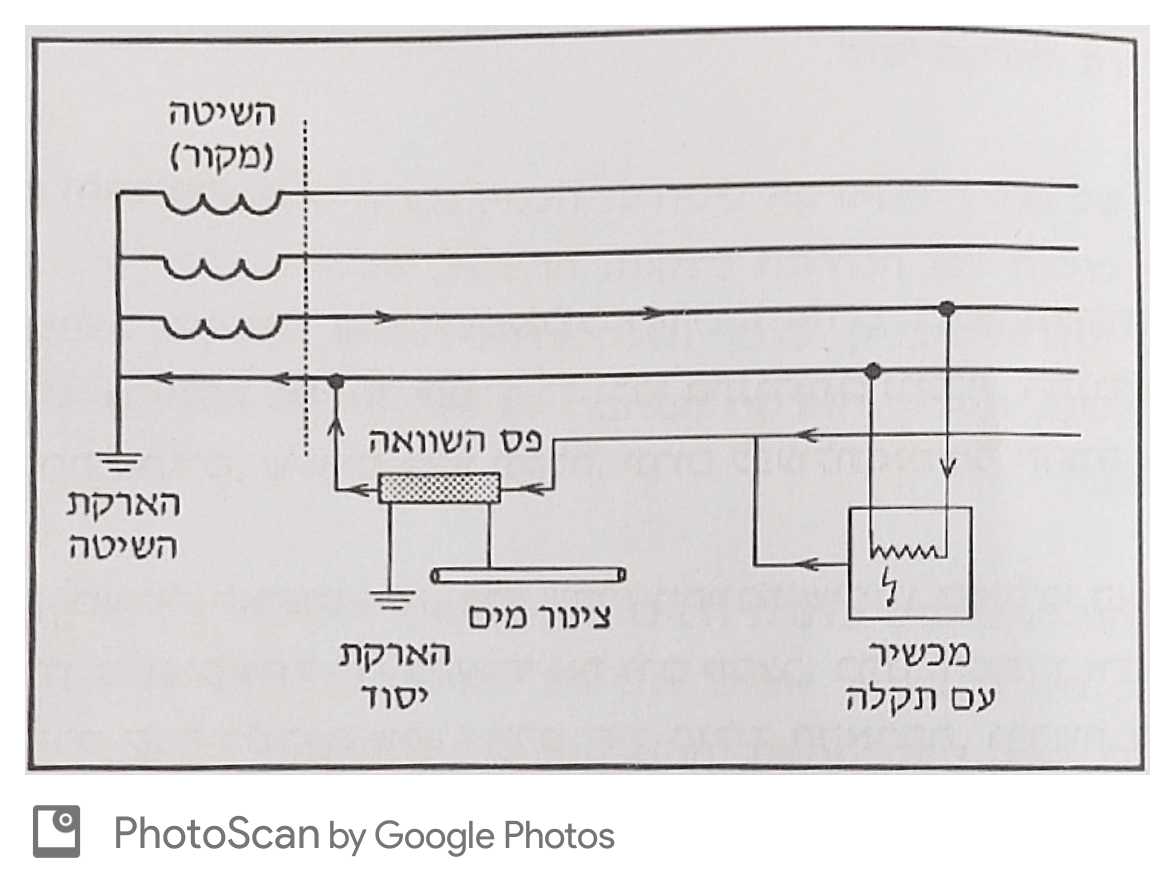 השיטה
(מקור)
פס השוואה
הארקת
השיטה
צינור מים
הארקת
יסוד
מכשיר
עם תקלה
PhotoScan by Google Photos